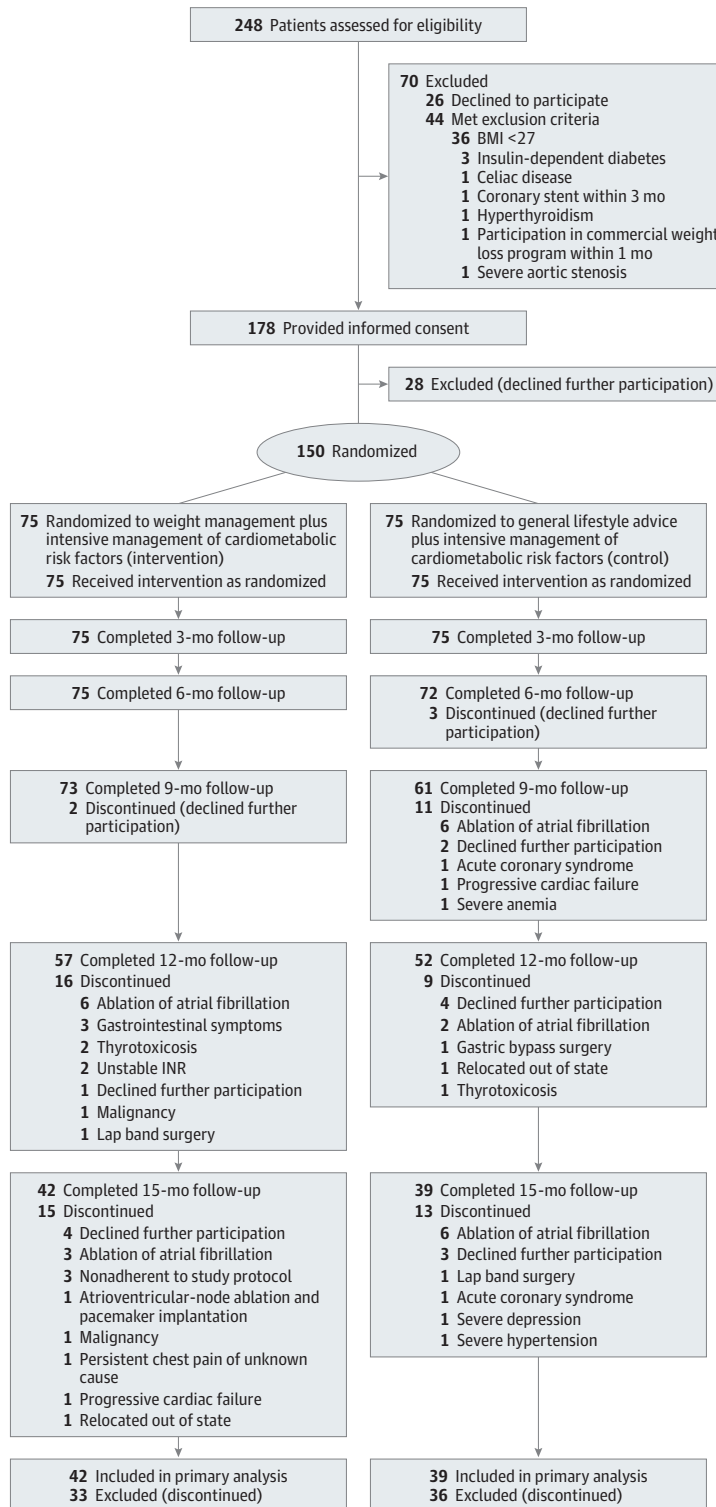 248 Patients assessed for eligibility
70 Excluded
26 Declined to participate
44 Met exclusion criteria
36 BMI <27
3 Insulin-dependent diabetes
1 Celiac disease
1 Coronary stent within 3 mo
1 Hyperthyroidism
1 Participation in commercial weight
loss program within 1 mo
1 Severe aortic stenosis
178 Provided informed consent
28 Excluded (declined further participation)
150 Randomized
75 Randomized to weight management plus
intensive management of cardiometabolic
risk factors (intervention)
75 Received intervention as randomized
75 Randomized to general lifestyle advice
plus intensive management of
cardiometabolic risk factors (control)
75 Received intervention as randomized
75 Completed 3-mo follow-up
75 Completed 3-mo follow-up
75 Completed 6-mo follow-up
72 Completed 6-mo follow-up
3 Discontinued (declined further
participation)
73 Completed 9-mo follow-up
2 Discontinued (declined further
participation)
61 Completed 9-mo follow-up
11 Discontinued
6 Ablation of atrial fibrillation
2 Declined further participation
1 Acute coronary syndrome
1 Progressive cardiac failure
1 Severe anemia
57 Completed 12-mo follow-up
16 Discontinued
6 Ablation of atrial fibrillation
3 Gastrointestinal symptoms
2 Thyrotoxicosis
2 Unstable INR
1 Declined further participation
1 Malignancy
1 Lap band surgery
52 Completed 12-mo follow-up
9 Discontinued
4 Declined further participation
2 Ablation of atrial fibrillation
1 Gastric bypass surgery
1 Relocated out of state
1 Thyrotoxicosis
42 Completed 15-mo follow-up
15 Discontinued
4 Declined further participation
3 Ablation of atrial fibrillation
3 Nonadherent to study protocol
1 Atrioventricular-node ablation and
pacemaker implantation
1 Malignancy
1 Persistent chest pain of unknown
cause
1 Progressive cardiac failure
1 Relocated out of state
39 Completed 15-mo follow-up
13 Discontinued
6 Ablation of atrial fibrillation
3 Declined further participation
1 Lap band surgery
1 Acute coronary syndrome
1 Severe depression
1 Severe hypertension
42 Included in primary analysis
33 Excluded (discontinued)
39 Included in primary analysis
36 Excluded (discontinued)